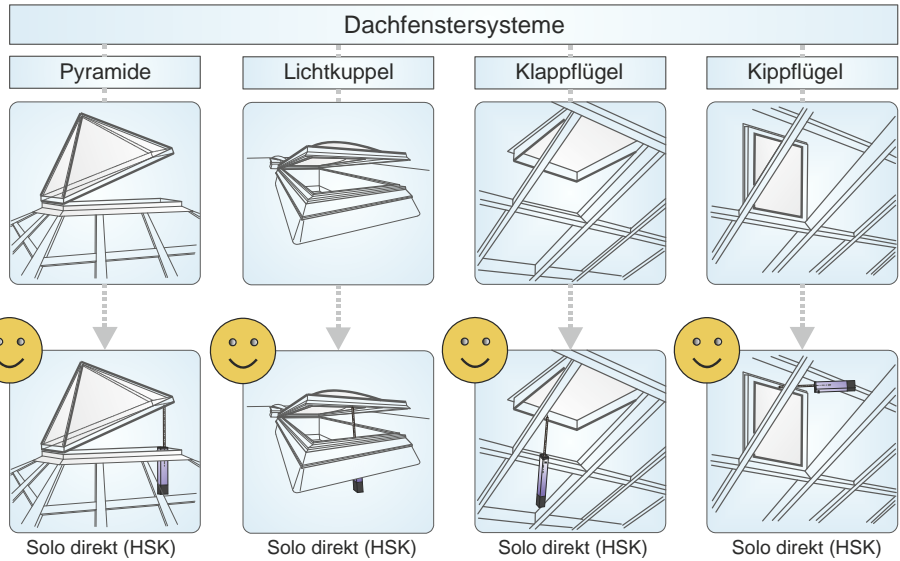 Dachfenstersysteme
Pyramide
Lichtkuppel
Klappflügel
Kippflügel
Solo direkt (HSK)
Solo direkt (HSK)
Solo direkt (HSK)
Solo direkt (HSK)